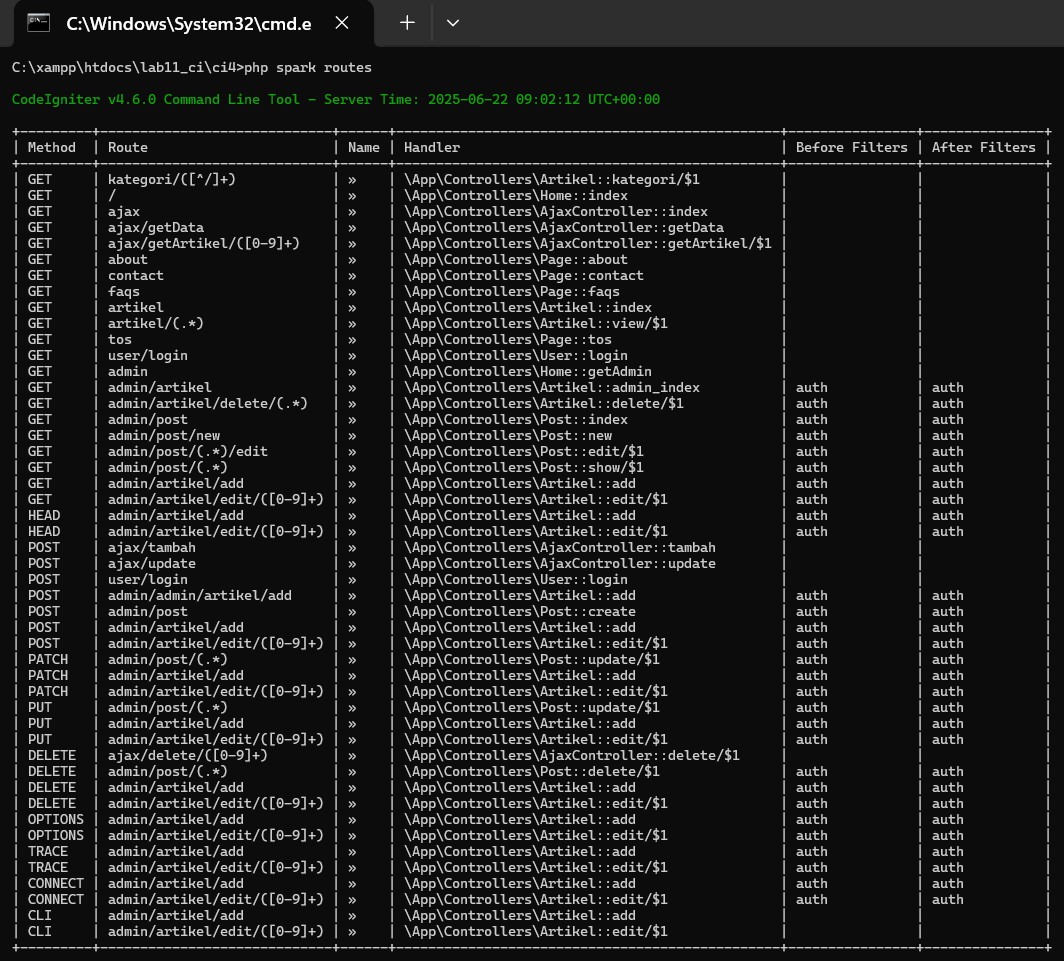 C:\Windows\System32\cmd.e
C:\xampp\htdocs\lab11_ci\ci4>php spark routes
CodeIgniter v4.6.0 Command Line Tool - Server Time: 2025-06-22 09:02:12 UTC+00:00
+---------+-----------------------------+------+------------------------------------------------+----------------+---------------+
| Method | Route | Name | Handler | Before Filters | After Filters |
+---------+-----------------------------+------+------------------------------------------------+----------------+---------------+
| GET | kategori/([^/]+) | » | \App\Controllers\Artikel::kategori/$1 | | |
| GET | / | » | \App\Controllers\Home::index | | |
| GET | ajax | » | \App\Controllers\AjaxController::index | | |
| GET | ajax/getData | » | \App\Controllers\AjaxController::getData | | |
| GET | ajax/getArtikel/([0-9]+) | » | \App\Controllers\AjaxController::getArtikel/$1 | | |
| GET | about | » | \App\Controllers\Page::about | | |
| GET | contact | » | \App\Controllers\Page::contact | | |
| GET | faqs | » | \App\Controllers\Page::faqs | | |
| GET | artikel | » | \App\Controllers\Artikel::index | | |
| GET | artikel/(.*) | » | \App\Controllers\Artikel::view/$1 | | |
| GET | tos | » | \App\Controllers\Page::tos | | |
| GET | user/login | » | \App\Controllers\User::login | | |
| GET | admin | » | \App\Controllers\Home::getAdmin | | |
| GET | admin/artikel | » | \App\Controllers\Artikel::admin_index | auth | auth |
| GET | admin/artikel/delete/(.*) | » | \App\Controllers\Artikel::delete/$1 | auth | auth |
| GET | admin/post | » | \App\Controllers\Post::index | auth | auth |
| GET | admin/post/new | » | \App\Controllers\Post::new | auth | auth |
| GET | admin/post/(.*)/edit | » | \App\Controllers\Post::edit/$1 | auth | auth |
| GET | admin/post/(.*) | » | \App\Controllers\Post::show/$1 | auth | auth |
| GET | admin/artikel/add | » | \App\Controllers\Artikel::add | auth | auth |
| GET | admin/artikel/edit/([0-9]+) | » | \App\Controllers\Artikel::edit/$1 | auth | auth |
| HEAD | admin/artikel/add | » | \App\Controllers\Artikel::add | auth | auth |
| HEAD | admin/artikel/edit/([0-9]+) | » | \App\Controllers\Artikel::edit/$1 | auth | auth |
| POST | ajax/tambah | » | \App\Controllers\AjaxController::tambah | | |
| POST | ajax/update | » | \App\Controllers\AjaxController::update | | |
| POST | user/login | » | \App\Controllers\User::login | | |
| POST | admin/admin/artikel/add | » | \App\Controllers\Artikel::add | auth | auth |
| POST | admin/post | » | \App\Controllers\Post::create | auth | auth |
| POST | admin/artikel/add | » | \App\Controllers\Artikel::add | auth | auth |
| POST | admin/artikel/edit/([0-9]+) | » | \App\Controllers\Artikel::edit/$1 | auth | auth |
| PATCH | admin/post/(.*) | » | \App\Controllers\Post::update/$1 | auth | auth |
| PATCH | admin/artikel/add | » | \App\Controllers\Artikel::add | auth | auth |
| PATCH | admin/artikel/edit/([0-9]+) | » | \App\Controllers\Artikel::edit/$1 | auth | auth |
| PUT | admin/post/(.*) | » | \App\Controllers\Post::update/$1 | auth | auth |
| PUT | admin/artikel/add | » | \App\Controllers\Artikel::add | auth | auth |
| PUT | admin/artikel/edit/([0-9]+) | » | \App\Controllers\Artikel::edit/$1 | auth | auth |
| DELETE | ajax/delete/([0-9]+) | » | \App\Controllers\AjaxController::delete/$1 | | |
| DELETE | admin/post/(.*) | » | \App\Controllers\Post::delete/$1 | auth | auth |
| DELETE | admin/artikel/add | » | \App\Controllers\Artikel::add | auth | auth |
| DELETE | admin/artikel/edit/([0-9]+) | » | \App\Controllers\Artikel::edit/$1 | auth | auth |
| OPTIONS | admin/artikel/add | » | \App\Controllers\Artikel::add | auth | auth |
| OPTIONS | admin/artikel/edit/([0-9]+) | » | \App\Controllers\Artikel::edit/$1 | auth | auth |
| TRACE | admin/artikel/add | » | \App\Controllers\Artikel::add | auth | auth |
| TRACE | admin/artikel/edit/([0-9]+) | » | \App\Controllers\Artikel::edit/$1 | auth | auth |
| CONNECT | admin/artikel/add | » | \App\Controllers\Artikel::add | auth | auth |
| CONNECT | admin/artikel/edit/([0-9]+) | » | \App\Controllers\Artikel::edit/$1 | auth | auth |
| CLI | admin/artikel/add | » | \App\Controllers\Artikel::add | | |
| CLI | admin/artikel/edit/([0-9]+) | » | \App\Controllers\Artikel::edit/$1 | | |
+---------+-----------------------------+------+------------------------------------------------+----------------+---------------+